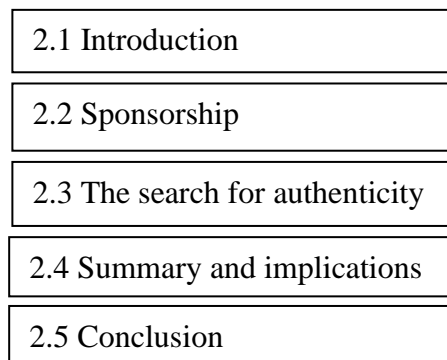 2.1 Introduction
2.2 Sponsorship
2.3 The search for authenticity
2.4 Summary and implications
2.5 Conclusion